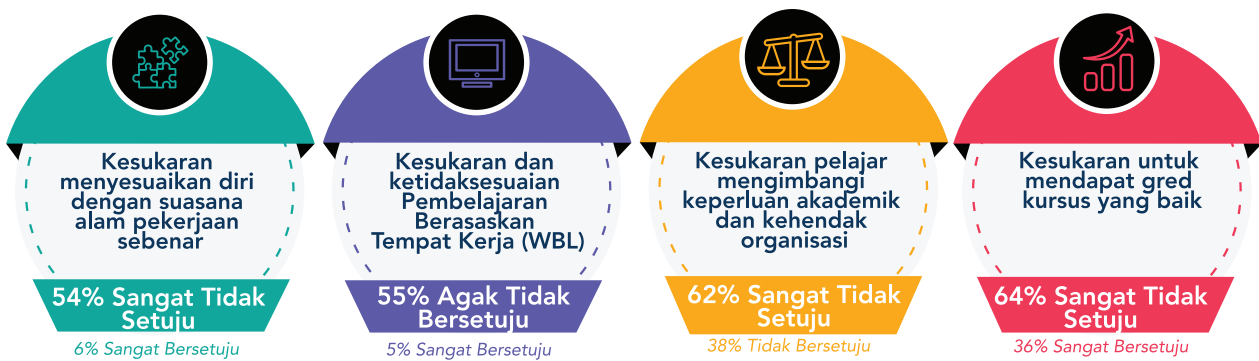 Kesukaran
menyesuaikan diri
dengan suasana
alam pekerjaan
sebenar
54% Sangat Tidak
Setuju
6% Sangat Bersetuju
Kesukaran dan
ketidaksesuaian
Pembelajaran
Berasaskan
Tempat Kerja (WBL)
55% Agak Tidak
Bersetuju
5% Sangat Bersetuju
Kesukaran pelajar
mengimbangi
keperluan akademik
dan kehendak
organisasi
62% Sangat Tidak
Setuju
38% Tidak Bersetuju
Kesukaran untuk
mendapat gred
kursus yang baik
64% Sangat Tidak
Setuju
36% Sangat Bersetuju